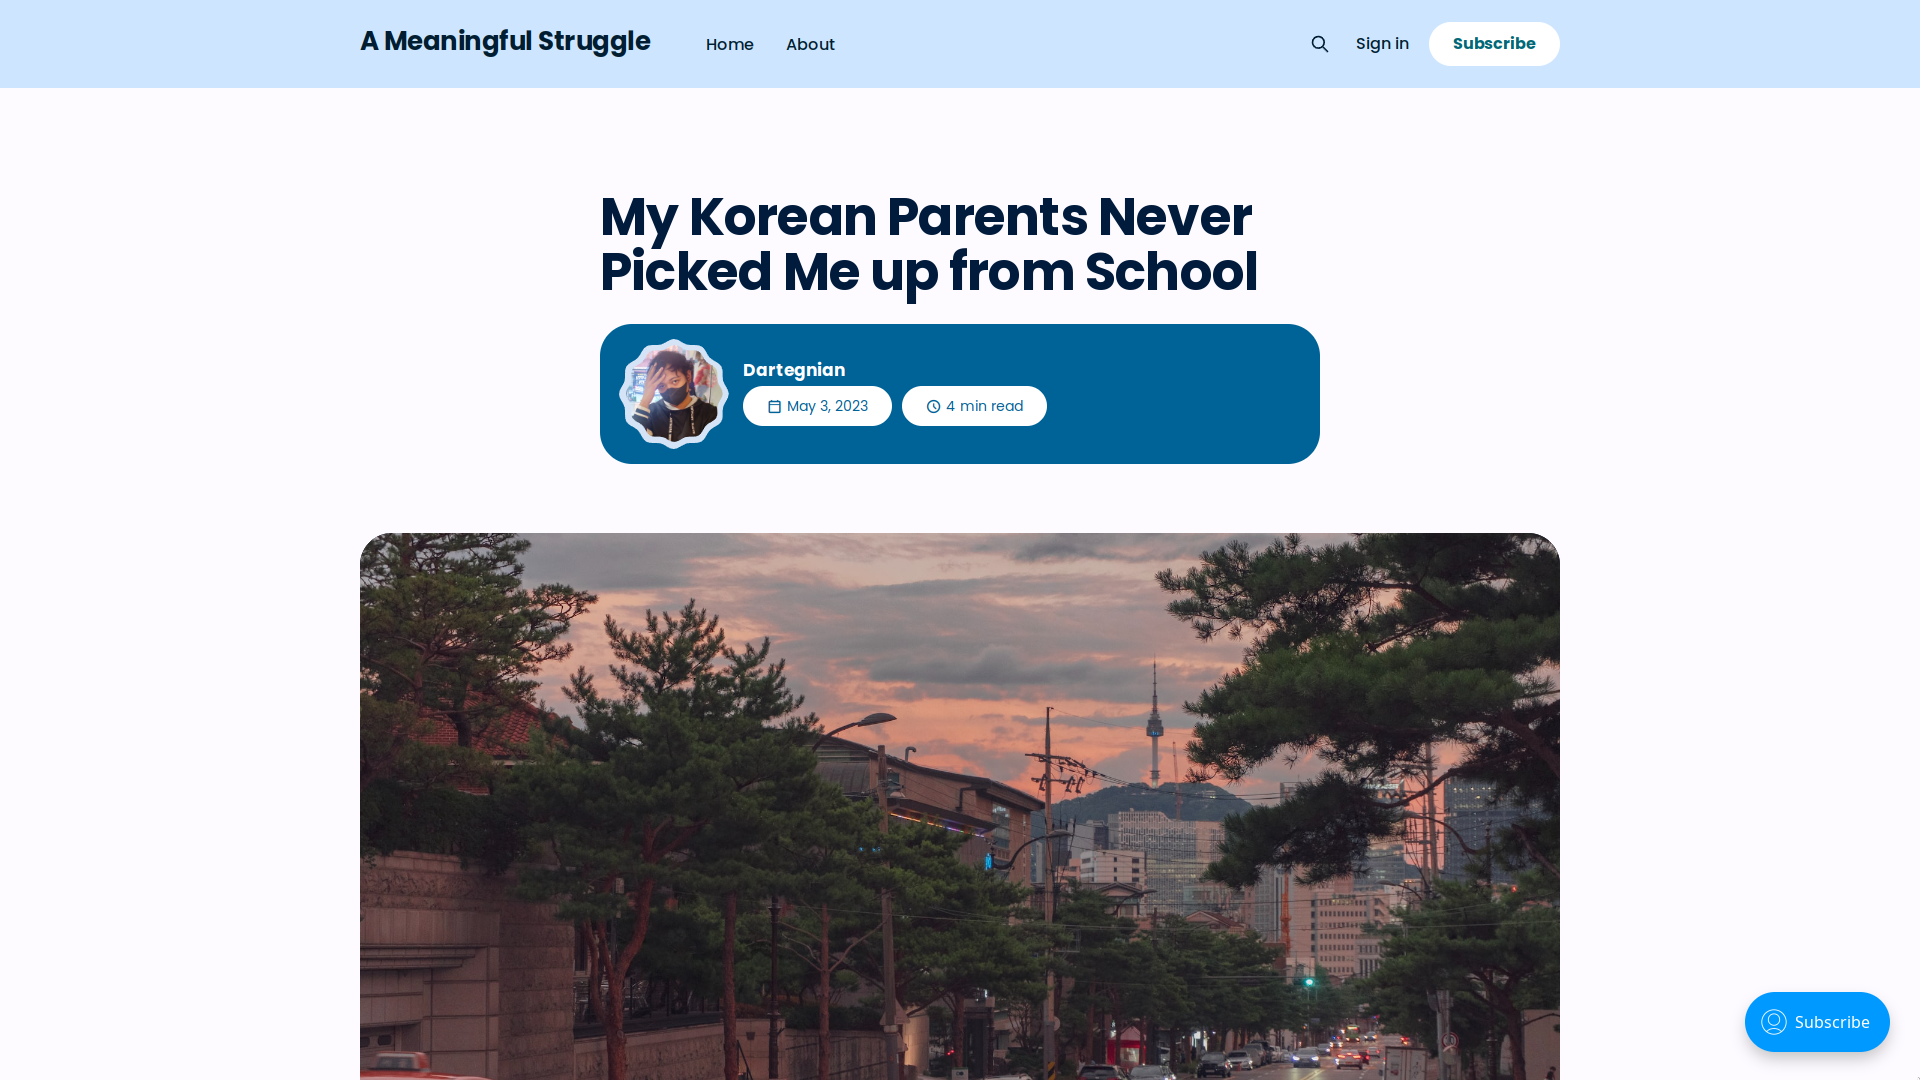 A Meaningful Struggle
Home
About
Sign in
Subscribe
My Korean Parents Never
Picked Me up from School
Dartegnian
May 3, 2023
4 min read
Subscribe